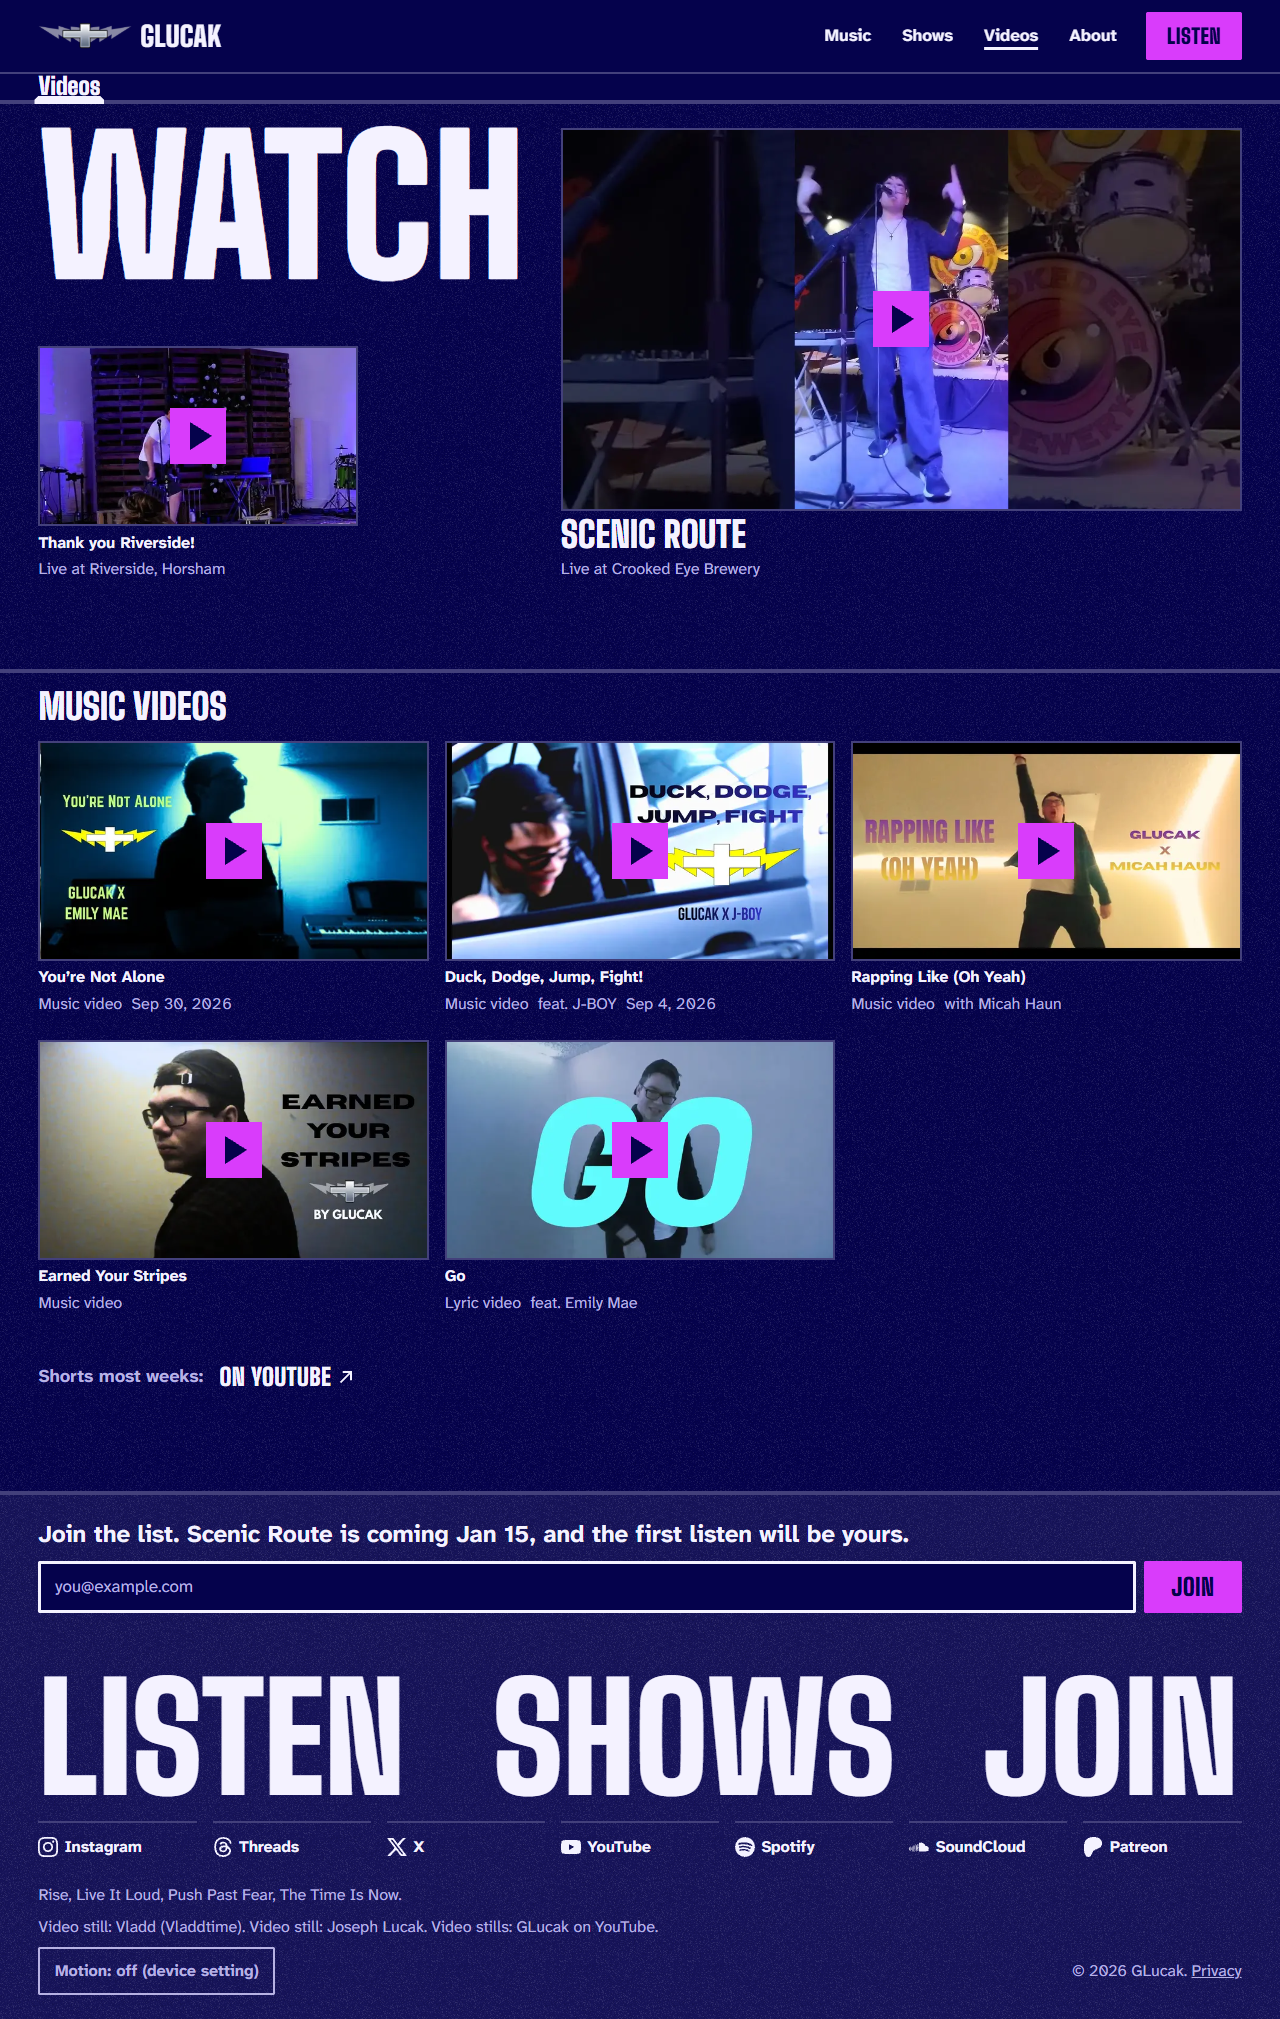 GLUCAK
Music
Shows
Videos
About
LISTEN
Videos
WATCH
Thank you Riverside!
Live at Riverside, Horsham
SCENIC ROUTE
Live at Crooked Eye Brewery
MUSIC VIDEOS
YOU'RE NOT ALONE
GLUCAK X
EMILY MAE
DUCK, DODGE,
JUMP, FIGHT
GLUCAK X J-BOY
RAPPING LIKE
(OH YEAH)
GLUCAK
X
MICAH HAUN
You're Not Alone
Music video Sep 30, 2026
Duck, Dodge, Jump, Fight!
Music video feat. J-BOY Sep 4, 2026
Rapping Like (Oh Yeah)
Music video with Micah Haun
EARNED
YOUR
STRIPES
BY GLUCAK
GO
Earned Your Stripes
Music video
Go
Lyric video feat. Emily Mae
Shorts most weeks: ON YOUTUBE
Join the list. Scenic Route is coming Jan 15, and the first listen will be yours.
you@example.com
JOIN
LISTEN
SHOWS
JOIN
Instagram
Threads
X
YouTube
Spotify
SoundCloud
Patreon
Rise, Live It Loud, Push Past Fear, The Time Is Now.
Video still: Vladd (Vladdtime). Video still: Joseph Lucak. Video stills: GLucak on YouTube.
Motion: off (device setting)
© 2026 GLucak. Privacy